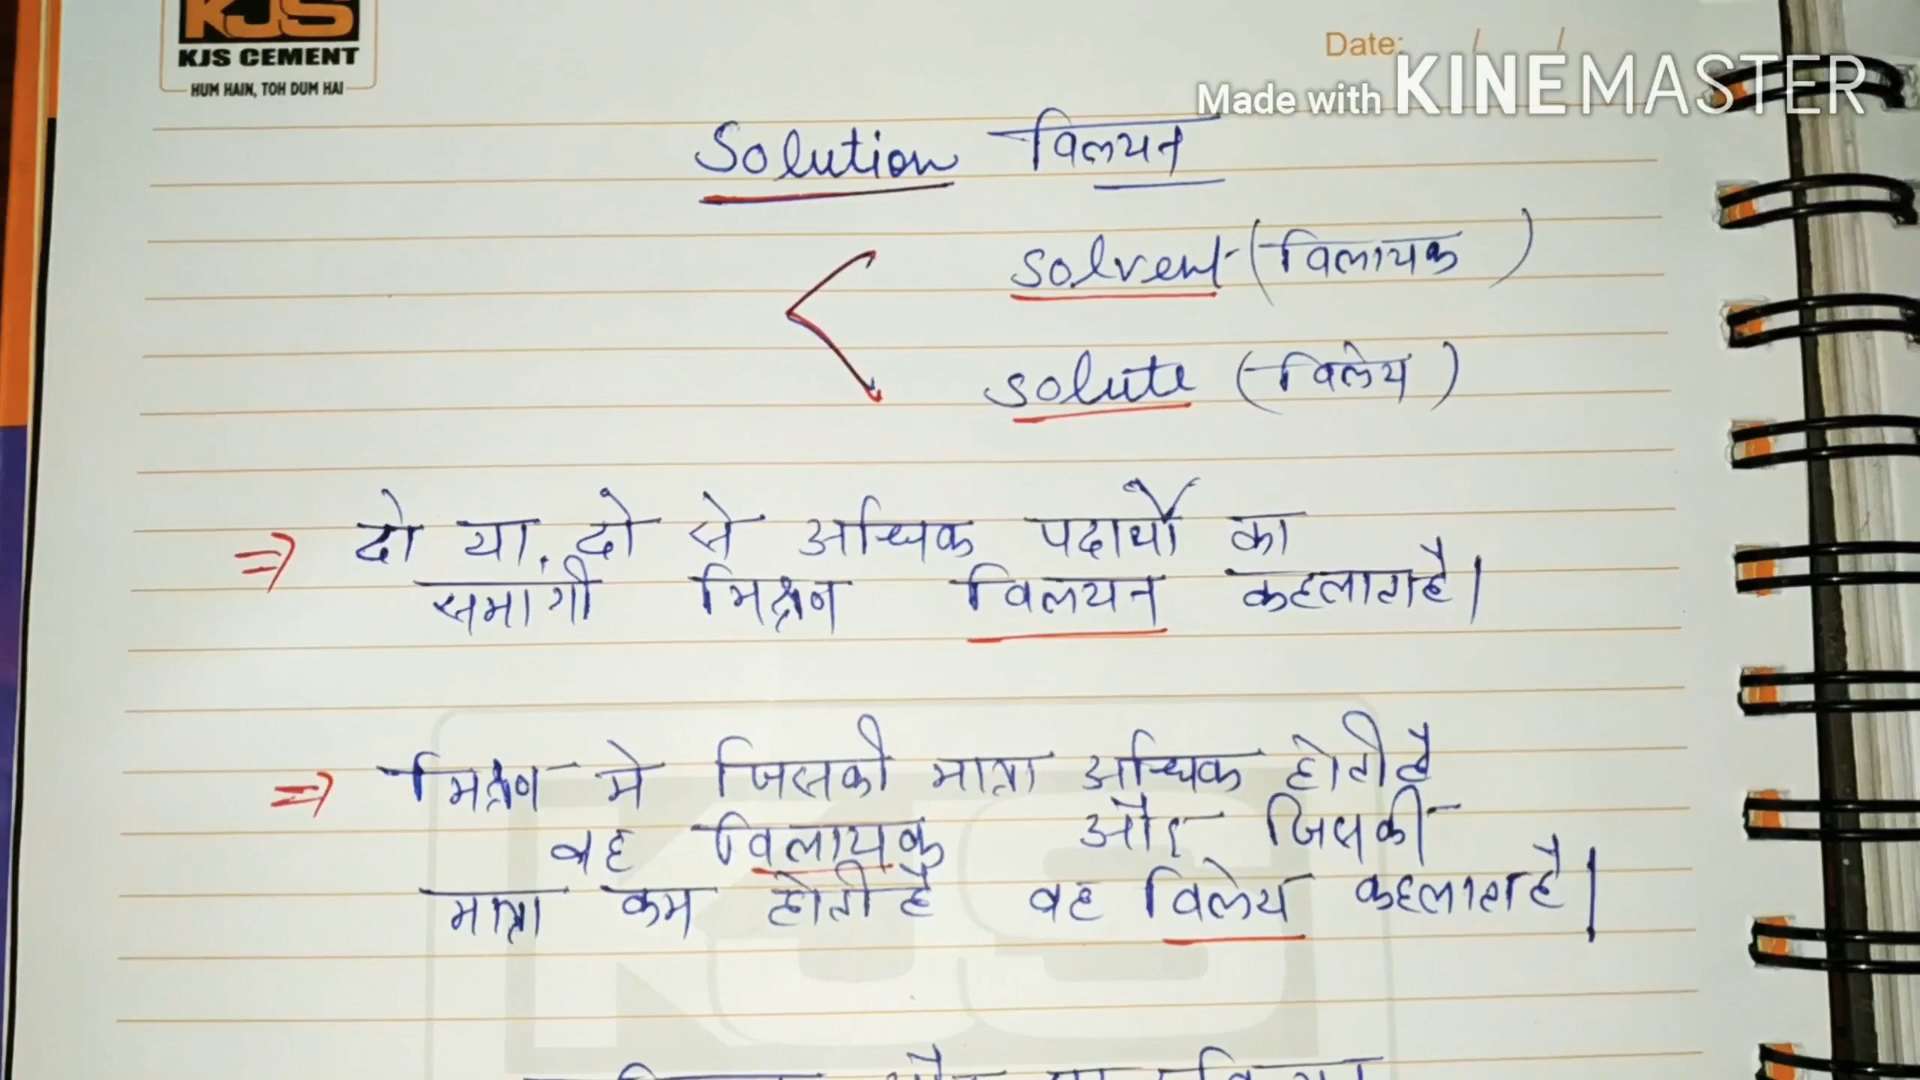 KJS
KJS CEMENT
HUM HAIN, TOH DUM HAI
Date: / /
Made with KINEMASTER
Solution विलयन
solvent (विलायक)
solute (विलेय)
⇒ दो या दो से अधिक पदार्थो का
समांगी मिश्रण विलयन कहलाता है।
⇒ मिश्रण मे जिसकी मात्रा अधिक होती है
वह विलायक और जिसकी
मात्रा कम होती है वह विलेय कहलाता है।